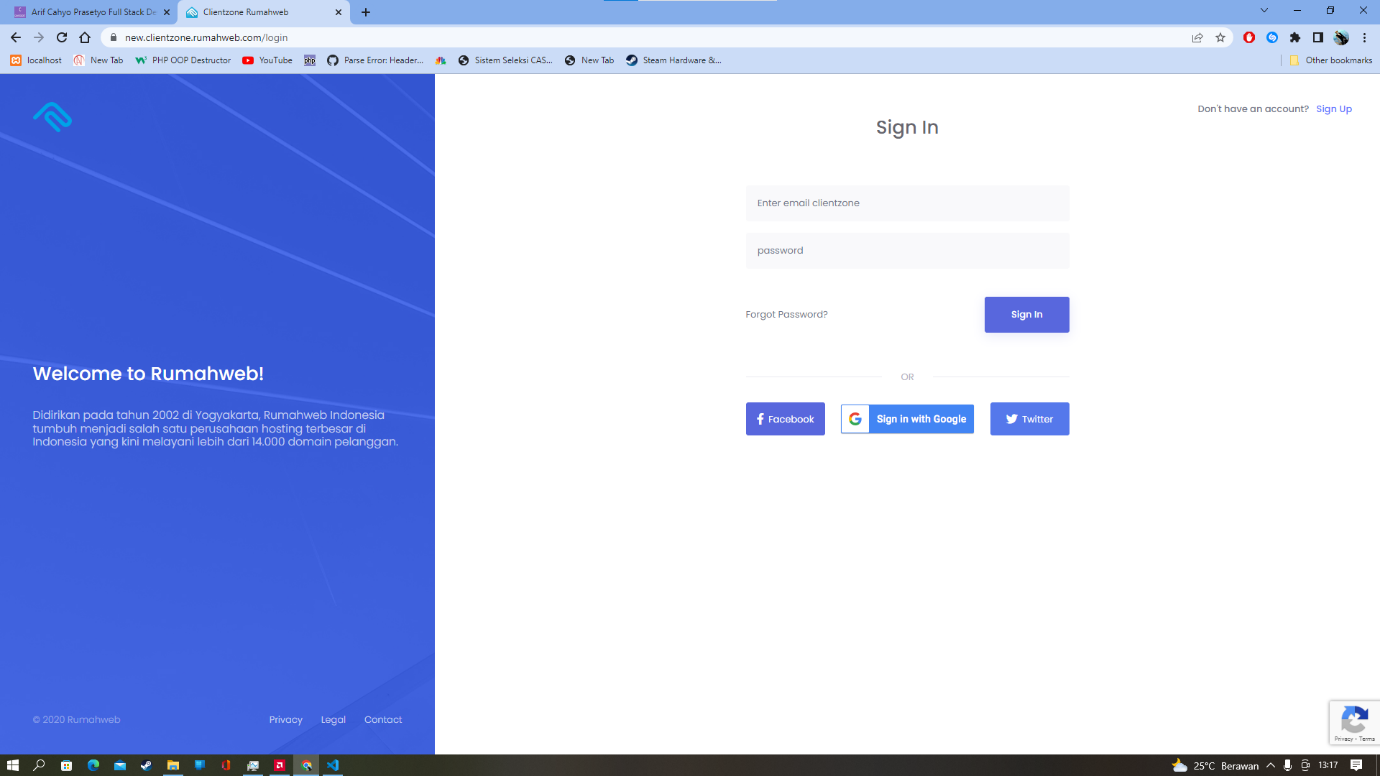 Arif Cahyo Prasetyo Full Stack De
Clientzone Rumahweb
new.clientzone.rumahweb.com/login
localhost
New Tab
PHP OOP Destructor
YouTube
php
Parse Error: Header...
Sistem Seleksi CAS...
New Tab
Steam Hardware &...
Other bookmarks
Don't have an account? Sign Up
Sign In
Enter email clientzone
password
Forgot Password?
Sign In
OR
Facebook
Sign in with Google
Twitter
Welcome to Rumahweb!
Didirikan pada tahun 2002 di Yogyakarta, Rumahweb Indonesia
tumbuh menjadi salah satu perusahaan hosting terbesar di
Indonesia yang kini melayani lebih dari 14.000 domain pelanggan.
© 2020 Rumahweb
Privacy
Legal
Contact
Privacy - Terms
25°C Berawan
13:17